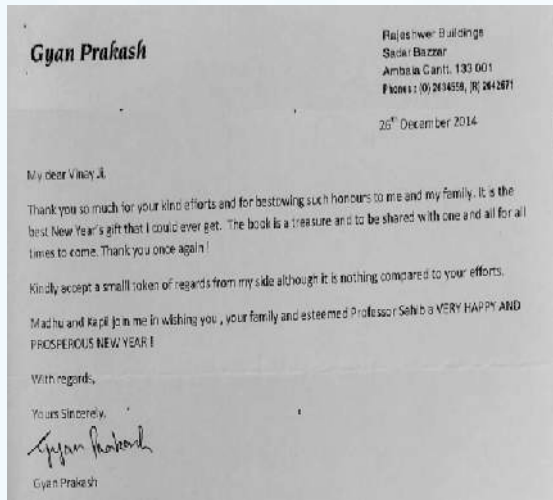 Gyan Prakash
Rajeshwer Buildings
Sadar Bazzar
Ambala Cantt. 133 001
Phones : (O) 2634559, (R) 2642671
26th December 2014
My dear Vinay Ji,
Thank you so much for your kind efforts and for bestowing such honours to me and my family. It is the
best New Year's gift that I could ever get. The book is a treasure and to be shared with one and all for all
times to come. Thank you once again !
Kindly accept a smalll token of regards from my side although it is nothing compared to your efforts.
Madhu and Kapil join me in wishing you , your family and esteemed Professor Sahib a VERY HAPPY AND
PROSPEROUS NEW YEAR !
With regards,
Yours Sincerely,
Gyan Prakash
Gyan Prakash